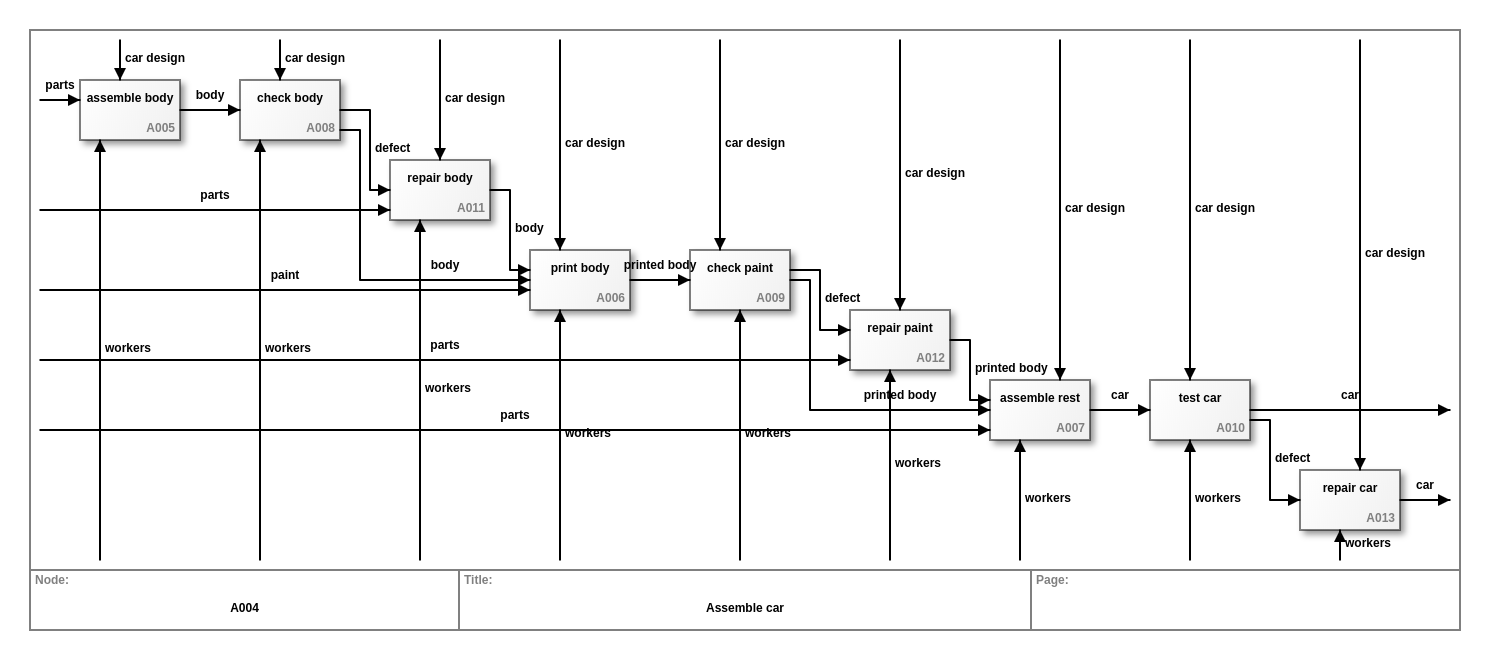 car design
car design
parts
assemble body
A005
body
check body
A008
car design
defect
repair body
A011
parts
car design
car design
car design
body
body
paint
print body
A006
printed body
check paint
A009
car design
car design
car design
defect
repair paint
A012
workers
workers
parts
workers
printed body
printed body
assemble rest
A007
car
test car
A010
car
parts
workers
workers
workers
defect
workers
workers
repair car
A013
car
workers
Node:
A004
Title:
Assemble car
Page: